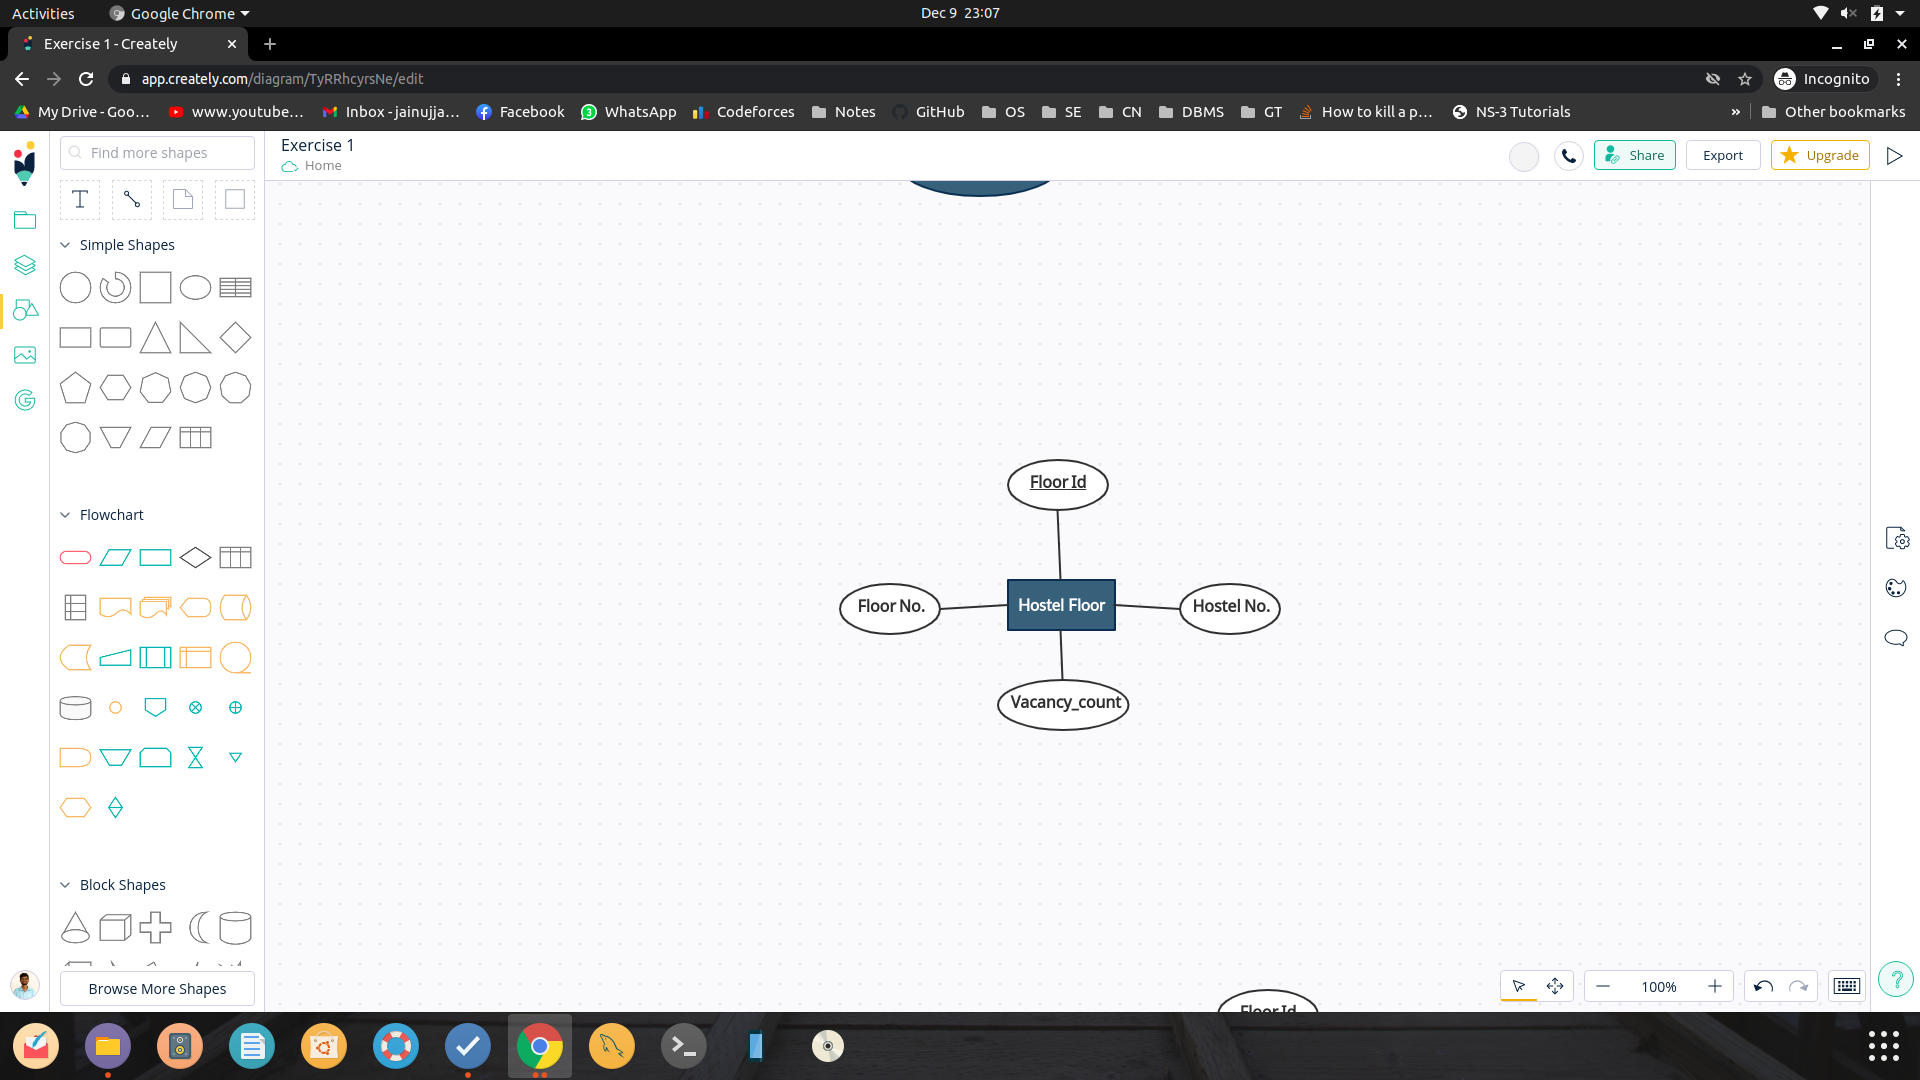 Activities
Google Chrome
Dec 9 23:07
Exercise 1 - Creately
app.creately.com/diagram/TyRRhcyrsNe/edit
Incognito
My Drive - Goo...
www.youtube...
Inbox - jainujja...
Facebook
WhatsApp
Codeforces
Notes
GitHub
OS
SE
CN
DBMS
GT
How to kill a p...
NS-3 Tutorials
»
Other bookmarks
Find more shapes
Exercise 1
Home
Share
Export
Upgrade
T
Simple Shapes
Flowchart
Block Shapes
Browse More Shapes
Floor Id
Floor No.
Hostel Floor
Hostel No.
Vacancy_count
Floor Id
100%
?